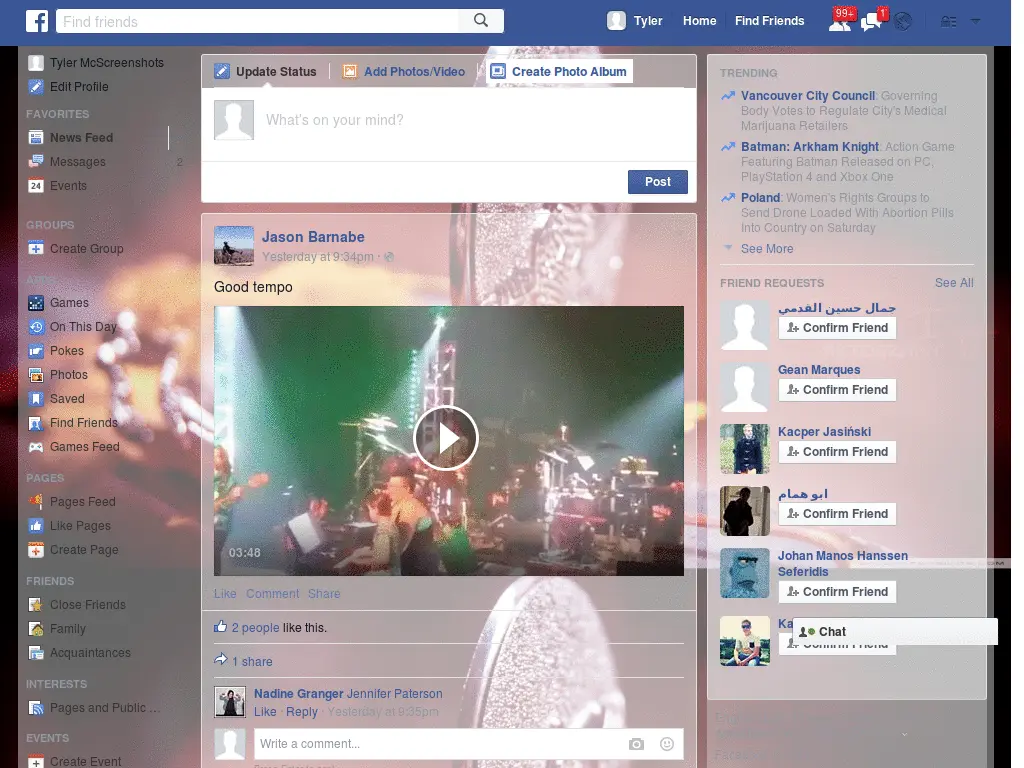 Find friends
Tyler
Home
Find Friends
99+
1
Tyler McScreenshots
Edit Profile
FAVORITES
News Feed
Messages
2
24
Events
GROUPS
Create Group
APPS
Games
On This Day
Pokes
Photos
Saved
Find Friends
Games Feed
PAGES
Pages Feed
Like Pages
Create Page
FRIENDS
Close Friends
Family
Acquaintances
INTERESTS
Pages and Public ...
EVENTS
Create Event
Update Status
Add Photos/Video
Create Photo Album
What's on your mind?
Post
Jason Barnabe
Yesterday at 9:34pm ·
Good tempo
03:48
Like Comment Share
2 people like this.
1 share
Nadine Granger Jennifer Paterson
Like · Reply · Yesterday at 9:35pm
Write a comment...
TRENDING
Vancouver City Council: Governing
Body Votes to Regulate City's Medical
Marijuana Retailers
Batman: Arkham Knight: Action Game
Featuring Batman Released on PC,
PlayStation 4 and Xbox One
Poland: Women's Rights Groups to
Send Drone Loaded With Abortion Pills
Into Country on Saturday
See More
FRIEND REQUESTS
See All
جمال حسين القدمي
Confirm Friend
Gean Marques
Confirm Friend
Kacper Jasiński
Confirm Friend
ابو همام
Confirm Friend
Johan Manos Hanssen
Seferidis
Confirm Friend
Ka
Chat
Confirm Friend